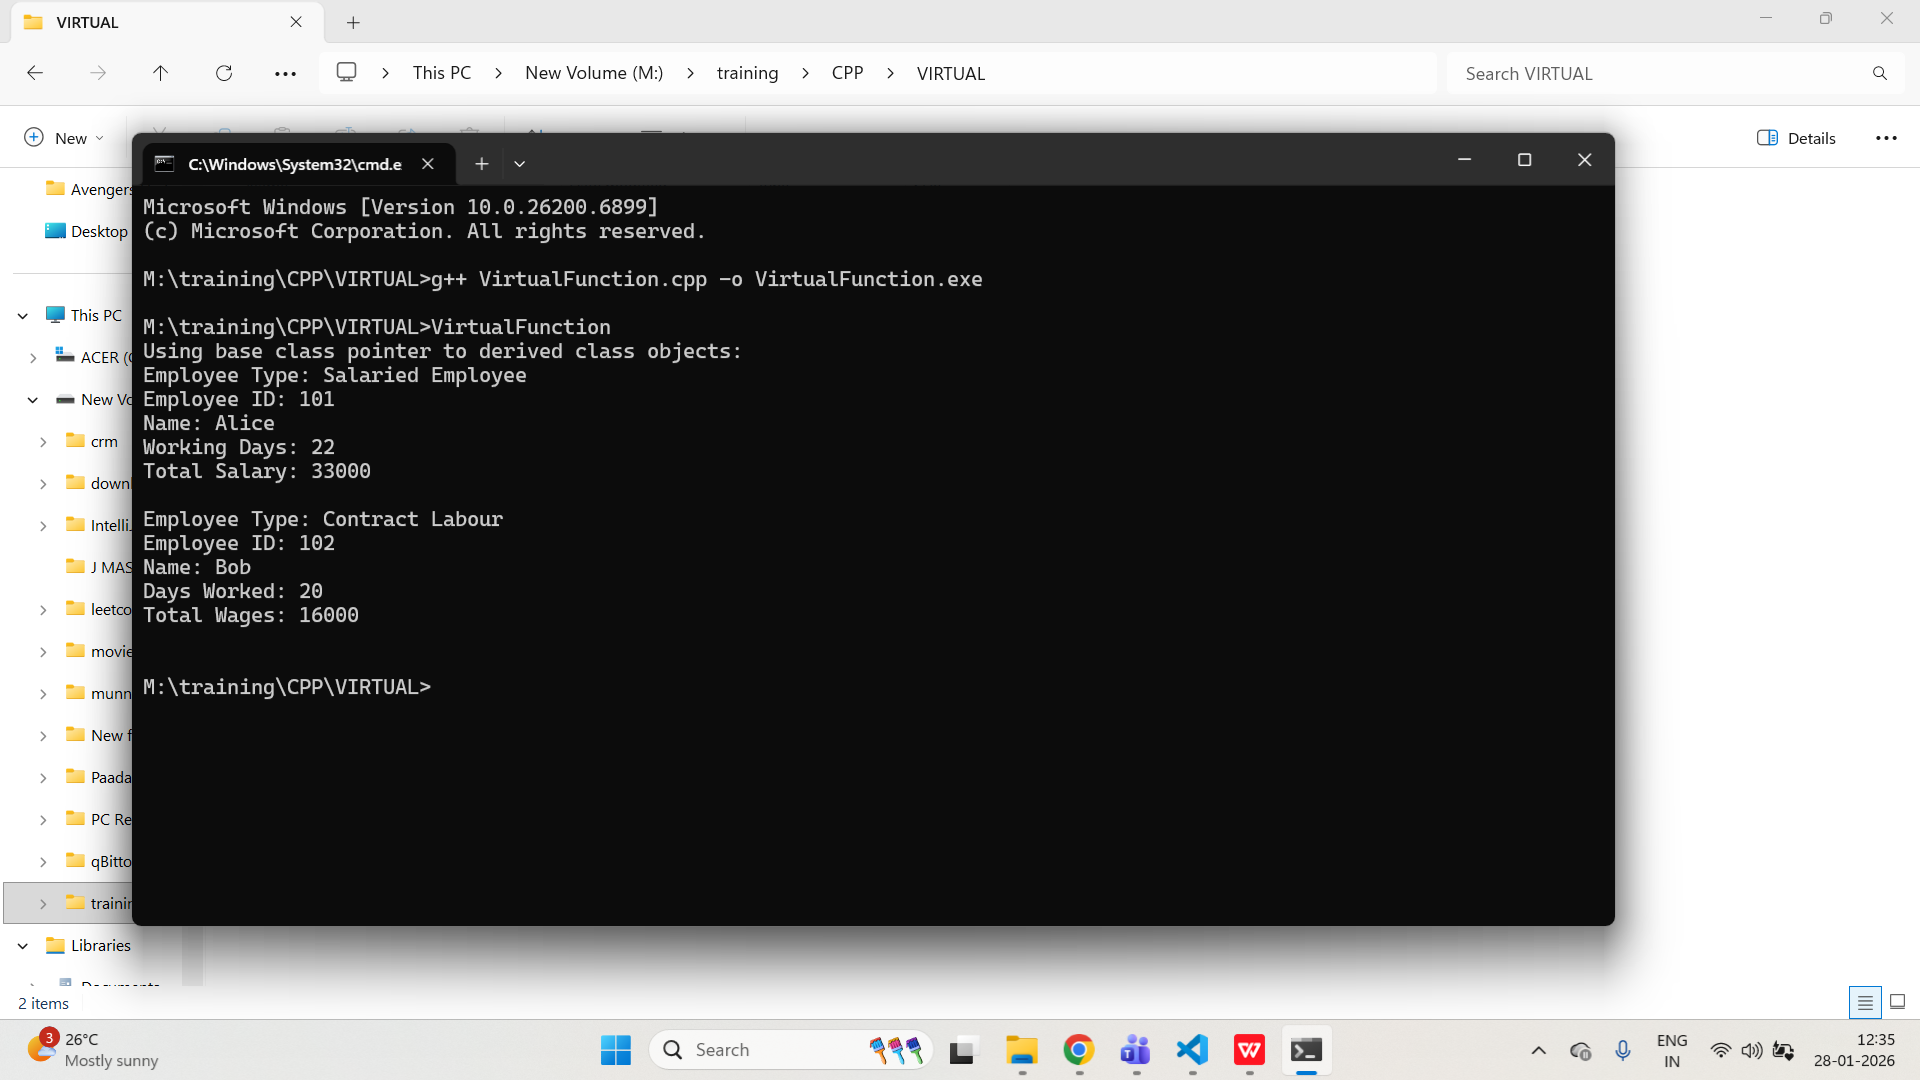 VIRTUAL
This PC > New Volume (M:) > training > CPP > VIRTUAL
Search VIRTUAL
New
Details
Avengers
Desktop
This PC
ACER
New
crm
J
Libraries
2 items
C:\Windows\System32\cmd.e
Microsoft Windows [Version 10.0.26200.6899]
(c) Microsoft Corporation. All rights reserved.
M:\training\CPP\VIRTUAL>g++ VirtualFunction.cpp -o VirtualFunction.exe
M:\training\CPP\VIRTUAL>VirtualFunction
Using base class pointer to derived class objects:
Employee Type: Salaried Employee
Employee ID: 101
Name: Alice
Working Days: 22
Total Salary: 33000
Employee Type: Contract Labour
Employee ID: 102
Name: Bob
Days Worked: 20
Total Wages: 16000
M:\training\CPP\VIRTUAL>
3
26°C
Mostly sunny
Search
ENG
IN
12:35
28-01-2026